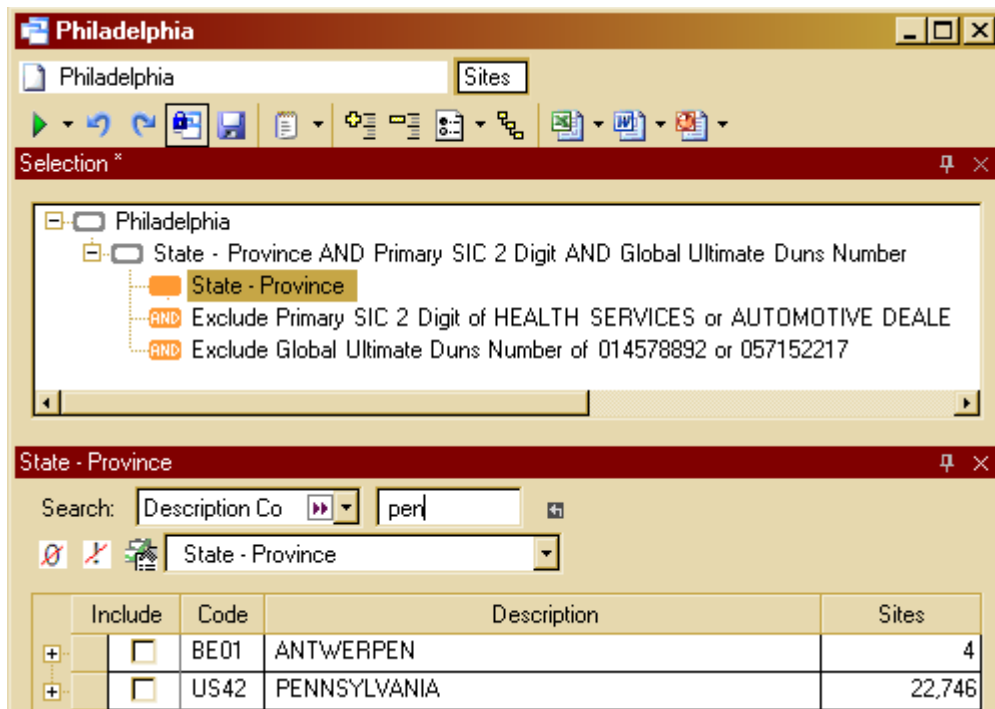 Philadelphia
Philadelphia Sites
Selection *
Philadelphia
State - Province AND Primary SIC 2 Digit AND Global Ultimate Duns Number
State - Province
AND Exclude Primary SIC 2 Digit of HEALTH SERVICES or AUTOMOTIVE DEALE
AND Exclude Global Ultimate Duns Number of 014578892 or 057152217
State - Province
Search: Description Co pen
State - Province
Include Code Description Sites
BE01 ANTWERPEN 4
US42 PENNSYLVANIA 22,746